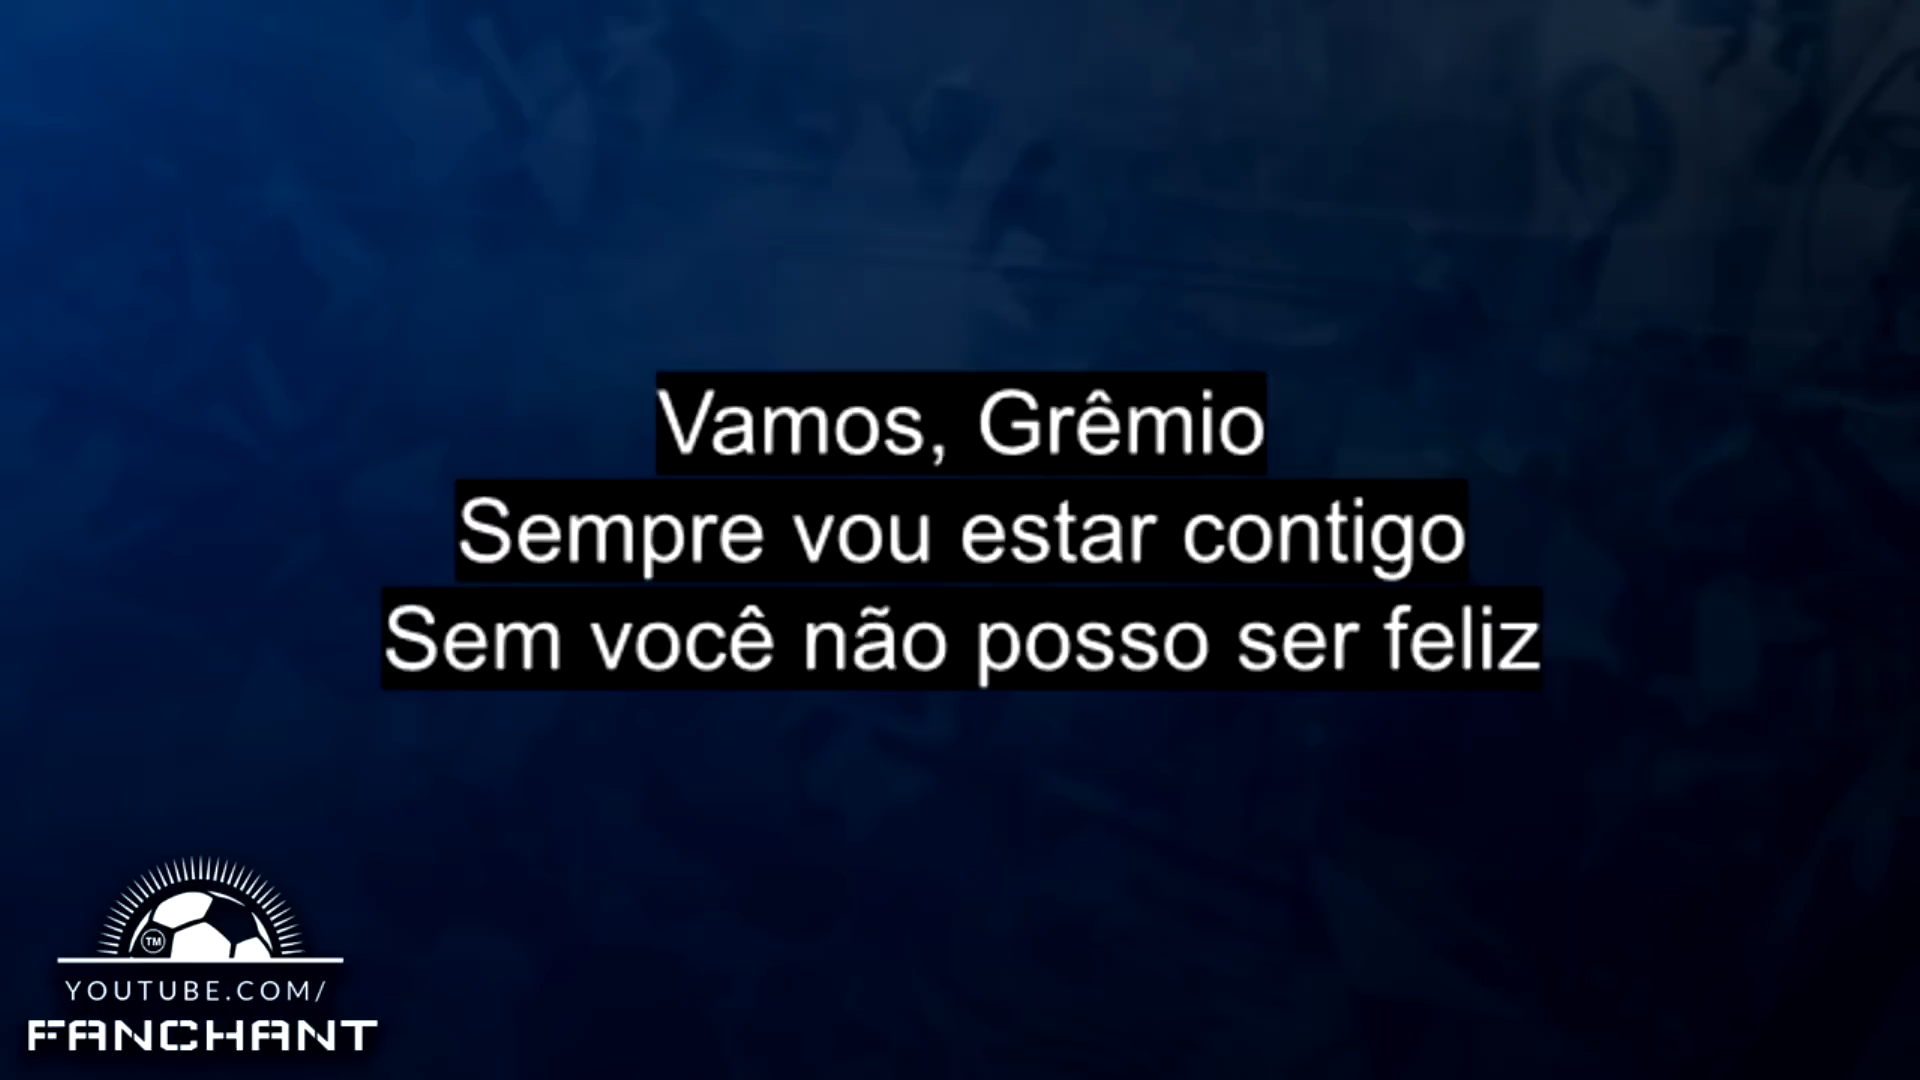 Vamos, Grêmio
Sempre vou estar contigo
Sem você não posso ser feliz
TM
YOUTUBE.COM/
FANCHANT